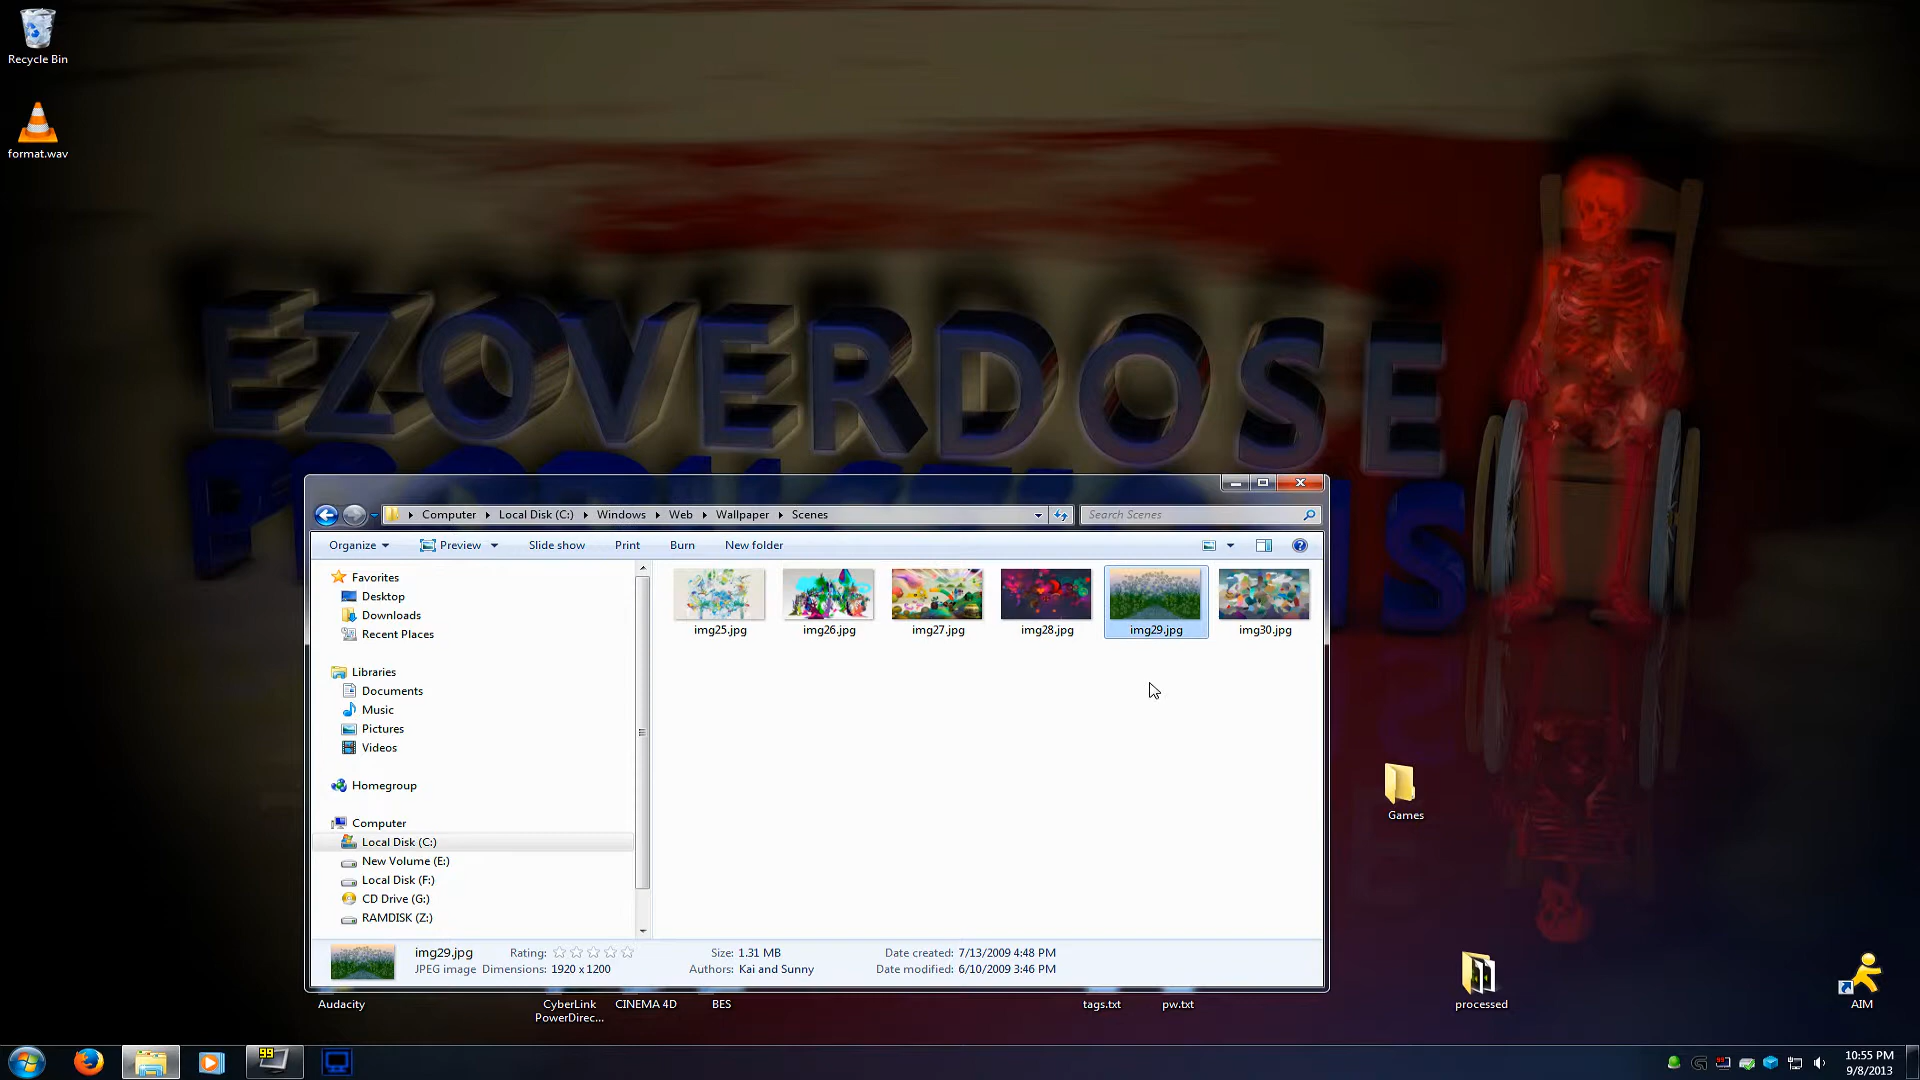 Recycle Bin
format.wav
EZOVERDOSE
Computer Local Disk (C:) Windows Web Wallpaper Scenes
Search Scenes
Organize Preview Slide show Print Burn New folder
Favorites
Desktop
Downloads
Recent Places
Libraries
Documents
Music
Pictures
Videos
Homegroup
Computer
Local Disk (C:)
New Volume (E:)
Local Disk (F:)
CD Drive (G:)
RAMDISK (Z:)
img25.jpg img26.jpg img27.jpg img28.jpg img29.jpg img30.jpg
img29.jpg Rating: Size: 1.31 MB Date created: 7/13/2009 4:48 PM
JPEG image Dimensions: 1920 x 1200 Authors: Kai and Sunny Date modified: 6/10/2009 3:46 PM
Games
Audacity
CyberLink
PowerDirec...
CINEMA 4D
BES
tags.txt
pw.txt
processed
AIM
99
10:55 PM
9/8/2013